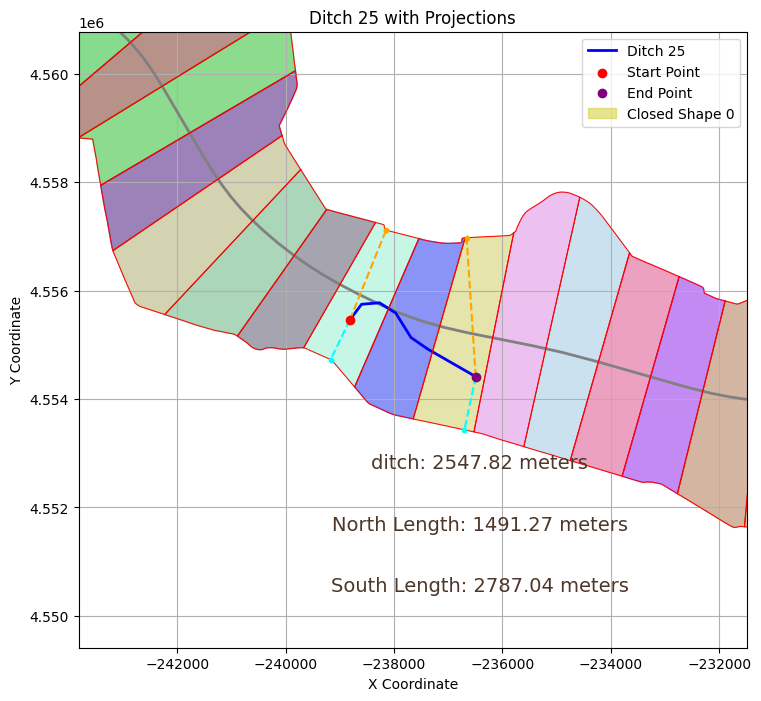 Ditch 25 with Projections
1e6
Ditch 25
Start Point
End Point
Closed Shape 0
4.560
4.558
4.556
4.554
4.552
4.550
Y Coordinate
ditch: 2547.82 meters
North Length: 1491.27 meters
South Length: 2787.04 meters
−242000 −240000 −238000 −236000 −234000 −232000
X Coordinate